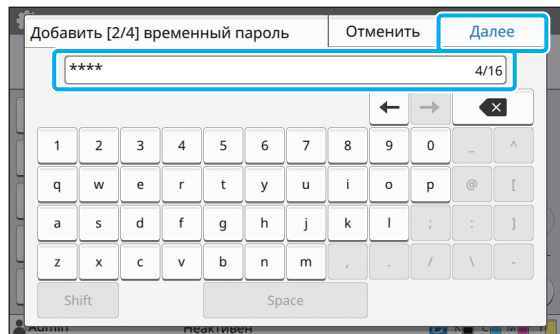 Добавить [2/4] временный пароль Отменить Далее
**** 4/16
← → ×
1 2 3 4 5 6 7 8 9 0 _ ^
q w e r t y u i o p @ [
a s d f g h j k l ; : ]
z x c v b n m , . / \ -
Shift Space
Admin Неактивен K C M Y